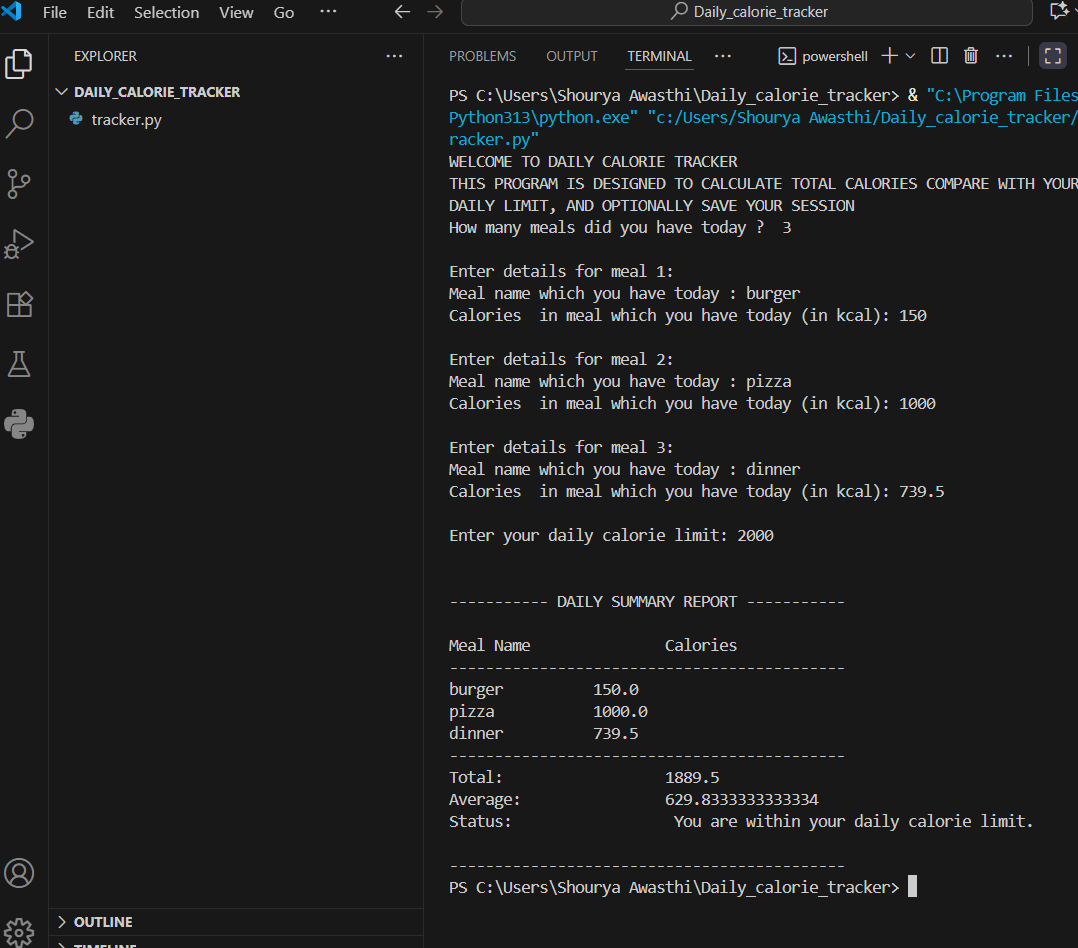 File Edit Selection View Go ··· Daily_calorie_tracker
EXPLORER ···
DAILY_CALORIE_TRACKER
tracker.py
OUTLINE
TIMELINE
PROBLEMS OUTPUT TERMINAL ··· powershell ···
PS C:\Users\Shourya Awasthi\Daily_calorie_tracker> & "C:\Program Files
Python313\python.exe" "c:/Users/Shourya Awasthi/Daily_calorie_tracker/
racker.py"
WELCOME TO DAILY CALORIE TRACKER
THIS PROGRAM IS DESIGNED TO CALCULATE TOTAL CALORIES COMPARE WITH YOUR
DAILY LIMIT, AND OPTIONALLY SAVE YOUR SESSION
How many meals did you have today ?  3
Enter details for meal 1:
Meal name which you have today : burger
Calories  in meal which you have today (in kcal): 150
Enter details for meal 2:
Meal name which you have today : pizza
Calories  in meal which you have today (in kcal): 1000
Enter details for meal 3:
Meal name which you have today : dinner
Calories  in meal which you have today (in kcal): 739.5
Enter your daily calorie limit: 2000
----------- DAILY SUMMARY REPORT -----------
Meal Name               Calories
--------------------------------------------
burger          150.0
pizza           1000.0
dinner          739.5
--------------------------------------------
Total:                  1889.5
Average:                629.8333333333334
Status:                  You are within your daily calorie limit.
--------------------------------------------
PS C:\Users\Shourya Awasthi\Daily_calorie_tracker>